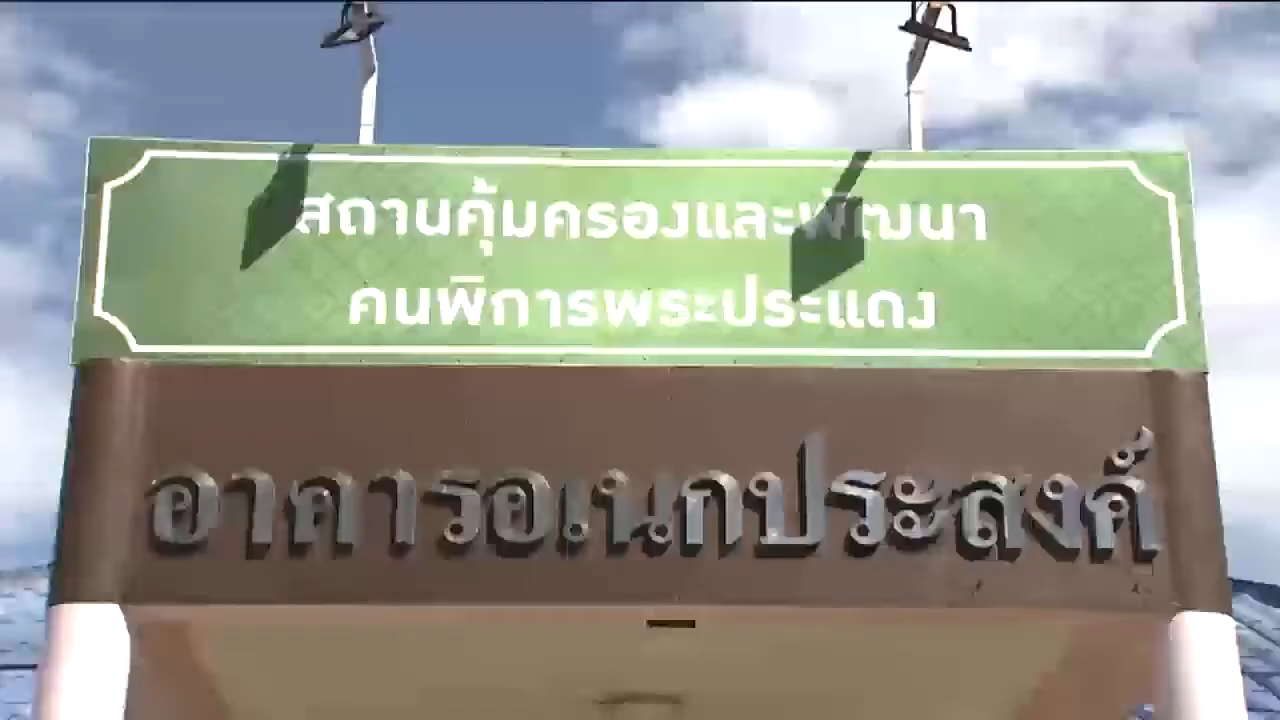 สถานคุ้มครองและพัฒนา
คนพิการพระประแดง
อาคารอเนกประสงค์